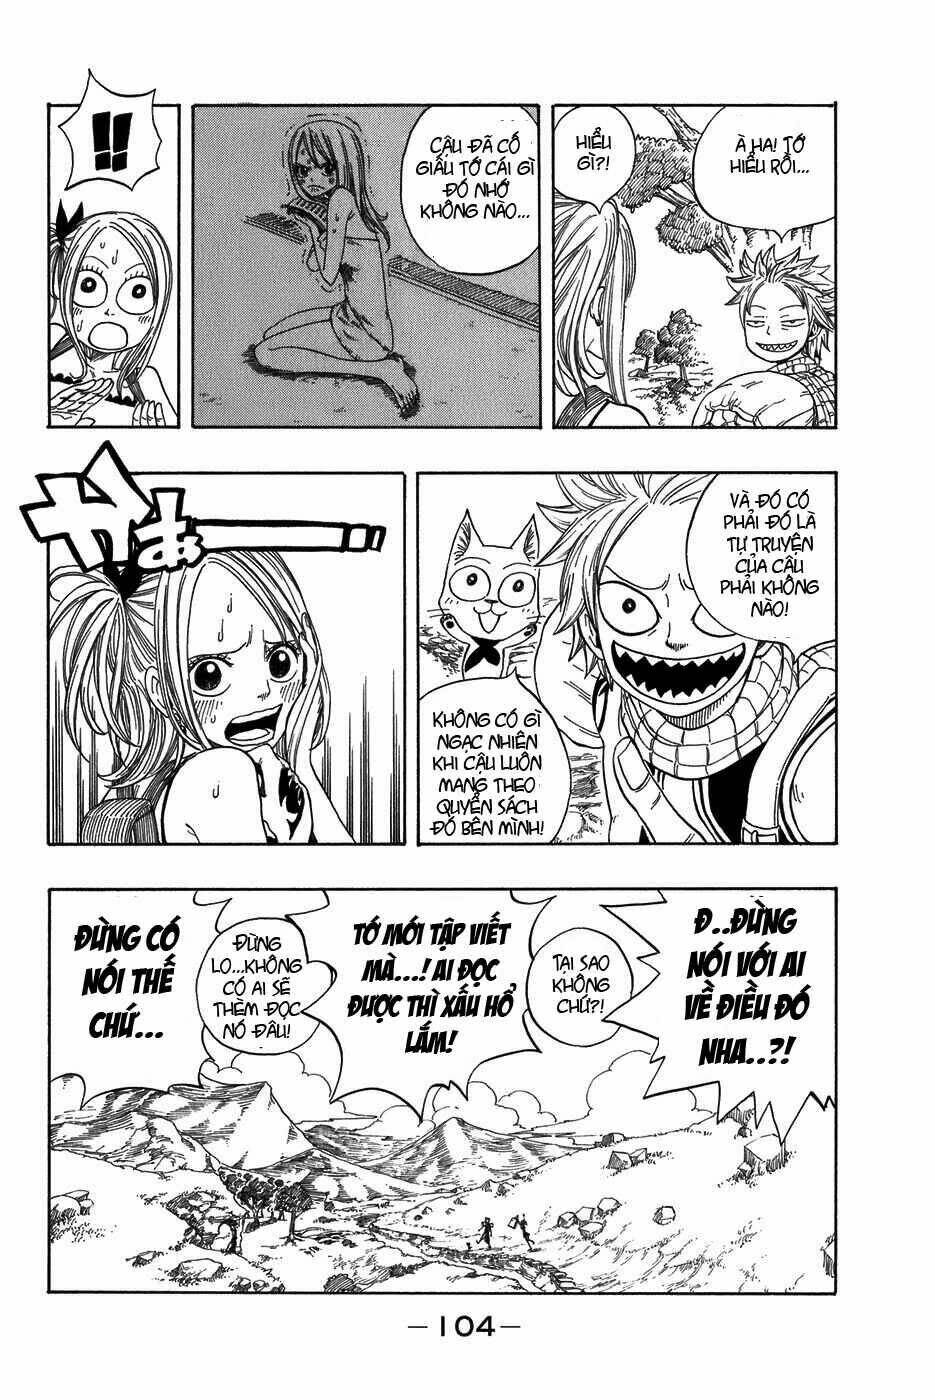 À HA! TỚ
HIỂU RỒI...
HIỂU
GÌ?!
CẬU ĐÃ CỐ
GIẤU TỚ CÁI GÌ
ĐÓ NHỚ
KHÔNG NÀO...
!!
VÀ ĐÓ CÓ
PHẢI ĐÓ LÀ
TỰ TRUYỆN
CỦA CẬU
PHẢI KHÔNG
NÀO!
KHÔNG CÓ GÌ
NGẠC NHIÊN
KHI CẬU LUÔN
MANG THEO
QUYỂN SÁCH
ĐÓ BÊN MÌNH!
かぁー
Đ..ĐỪNG
NÓI VỚI AI
VỀ ĐIỀU ĐÓ
NHA..?!
TẠI SAO
KHÔNG
CHỨ?!
TỚ MỚI TẬP VIẾT
MÀ...! AI ĐỌC
ĐƯỢC THÌ XẤU HỔ
LẮM!
ĐỪNG
LO...KHÔNG
CÓ AI SẼ
THÈM ĐỌC
NÓ ĐÂU!
ĐỪNG CÓ
NÓI THẾ
CHỨ...
— 104 —